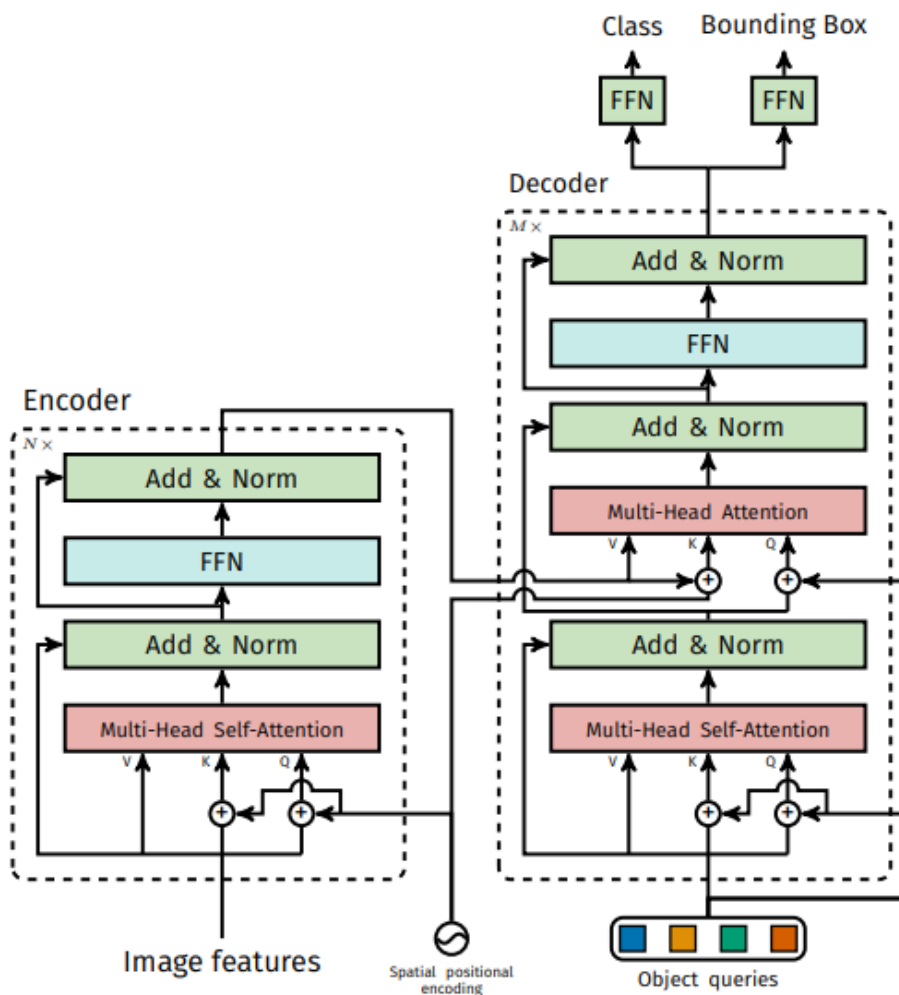 Class
Bounding Box
FFN
FFN
Decoder
M×
Add & Norm
FFN
Add & Norm
Multi-Head Attention
V
K
Q
Add & Norm
Multi-Head Self-Attention
V
K
Q
Object queries
Encoder
N×
Add & Norm
FFN
Add & Norm
Multi-Head Self-Attention
V
K
Q
Image features
Spatial positional
encoding